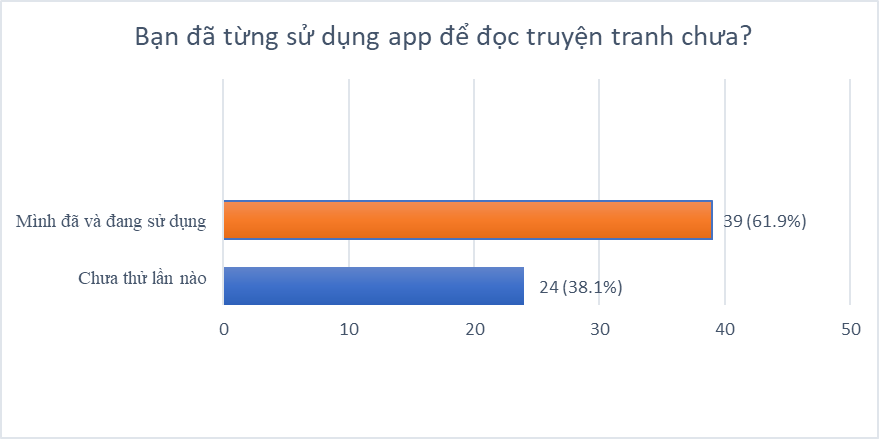 Bạn đã từng sử dụng app để đọc truyện tranh chưa?
Mình đã và đang sử dụng
39 (61.9%)
Chưa thử lần nào
24 (38.1%)
0 10 20 30 40 50